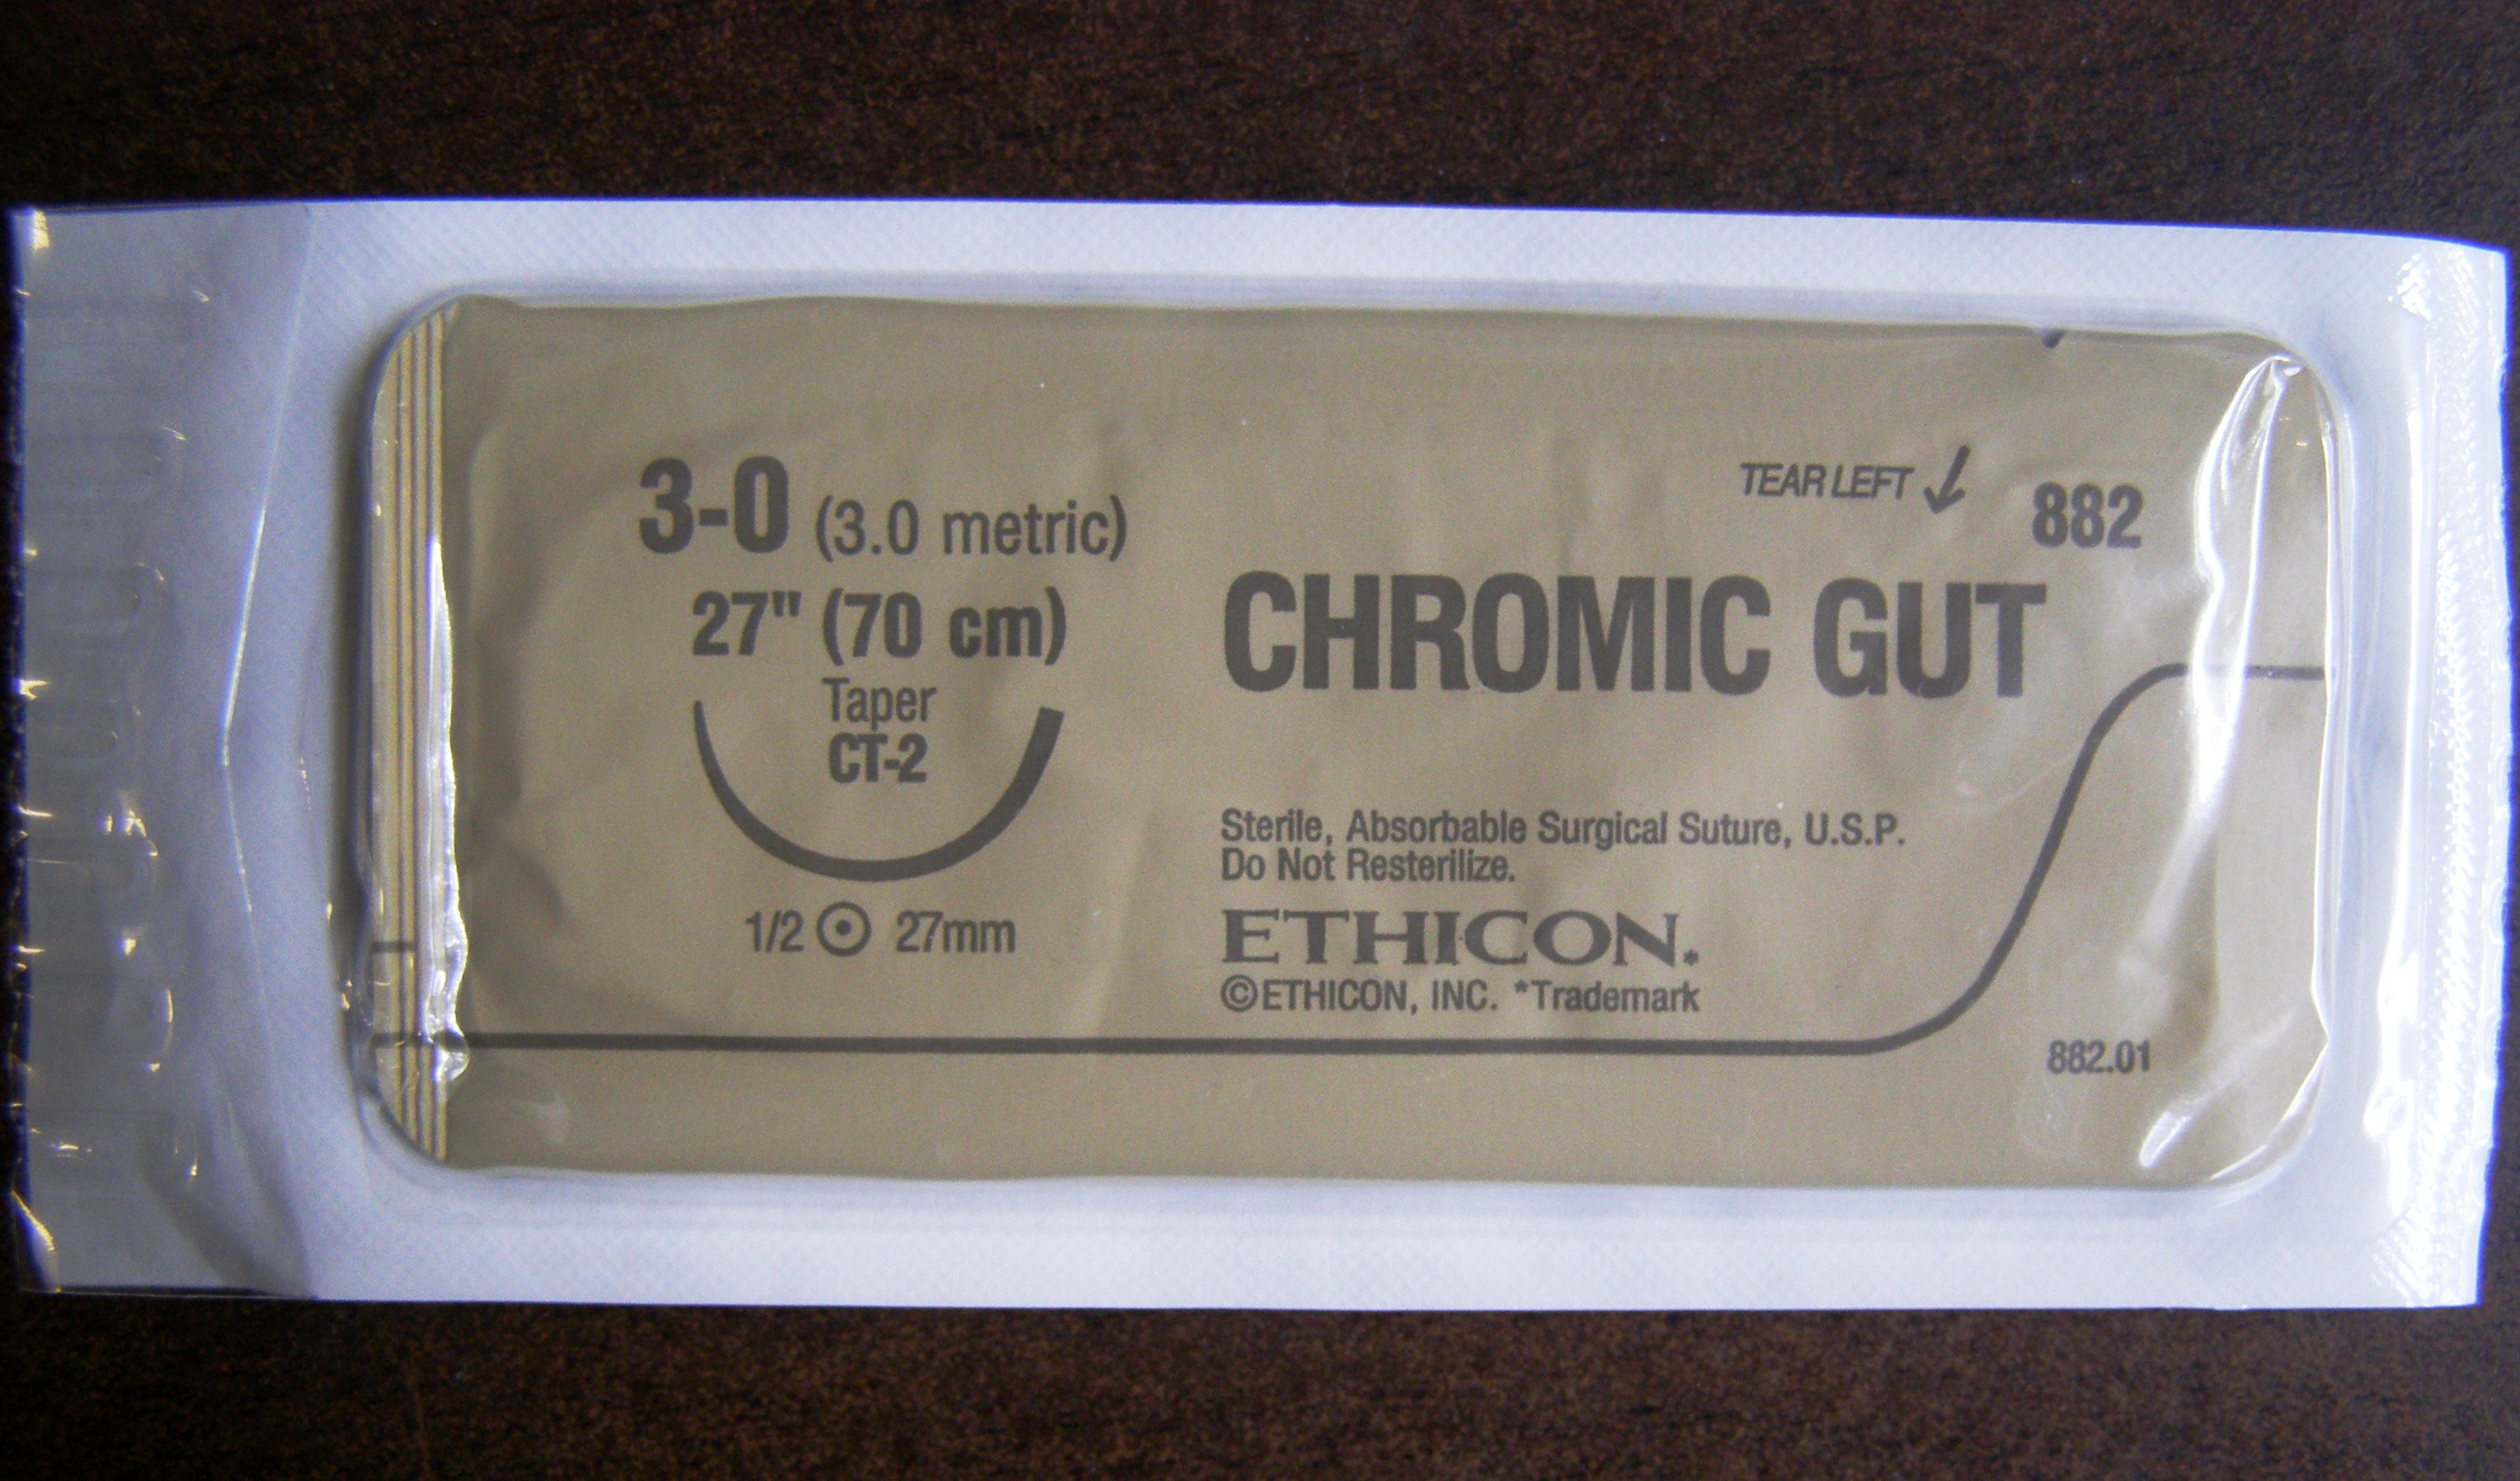 3-0 (3.0 metric)
27" (70 cm)
Taper
CT-2
1/2 27mm
TEAR LEFT
882
CHROMIC GUT
Sterile, Absorbable Surgical Suture, U.S.P.
Do Not Resterilize.
ETHICON.*
©ETHICON, INC. *Trademark
882.01